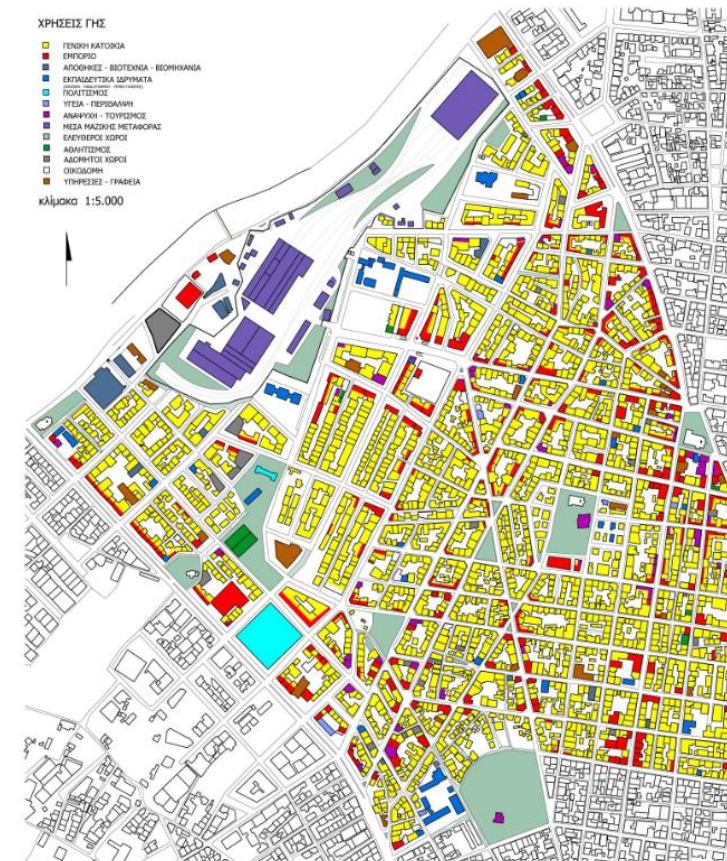 ΧΡΗΣΕΙΣ ΓΗΣ
ΓΕΝΙΚΗ ΚΑΤΟΙΚΙΑ
ΕΜΠΟΡΙΟ
ΑΠΟΘΗΚΕΣ - ΒΙΟΤΕΧΝΙΑ - ΒΙΟΜΗΧΑΝΙΑ
ΕΚΠΑΙΔΕΥΤΙΚΑ ΙΔΡΥΜΑΤΑ
ΠΟΛΙΤΙΣΜΟΣ
ΥΓΕΙΑ - ΠΕΡΙΘΑΛΨΗ
ΑΝΑΨΥΧΗ - ΤΟΥΡΙΣΜΟΣ
ΜΕΣΑ ΜΑΖΙΚΗΣ ΜΕΤΑΦΟΡΑΣ
ΕΛΕΥΘΕΡΟΙ ΧΩΡΟΙ
ΑΘΛΗΤΙΣΜΟΣ
ΑΔΟΜΗΤΟΙ ΧΩΡΟΙ
ΟΙΚΟΔΟΜΗ
ΥΠΗΡΕΣΙΕΣ - ΓΡΑΦΕΙΑ
κλίμακα 1:5.000